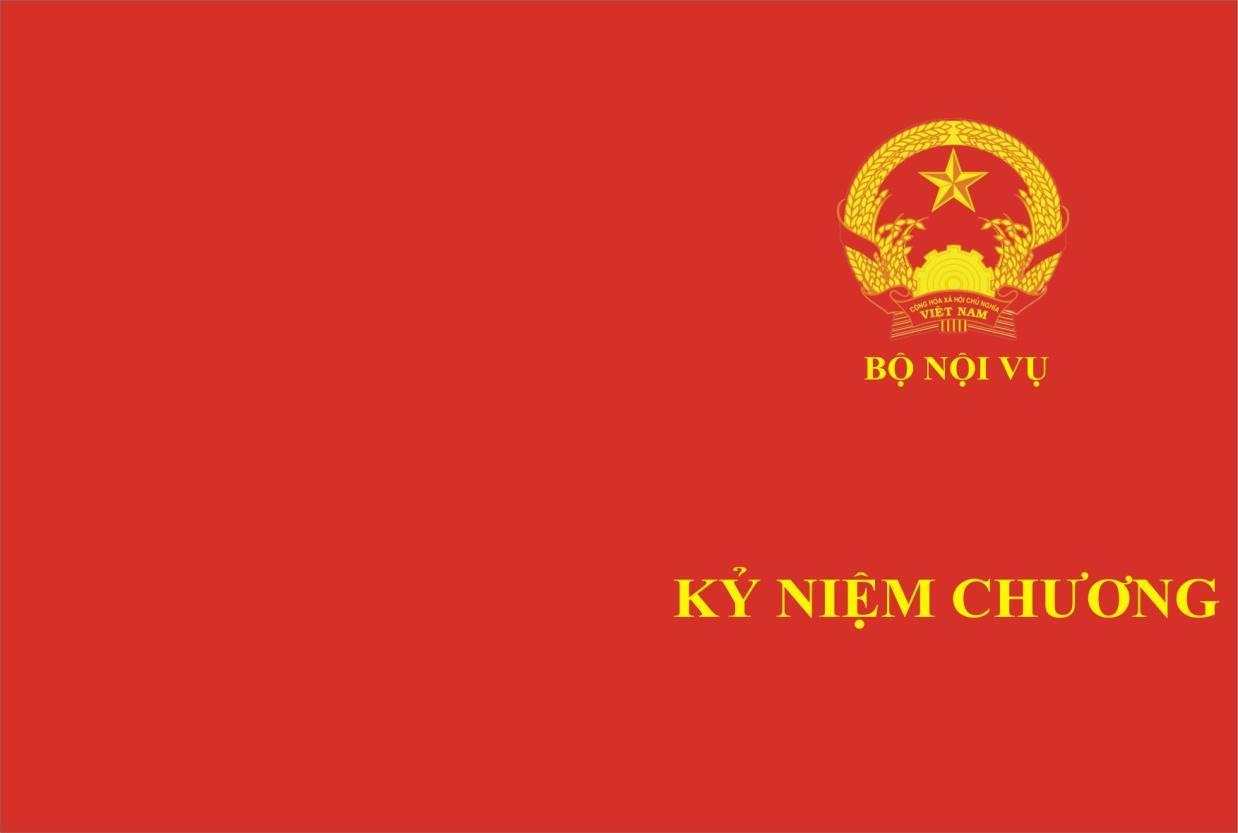 CỘNG HÒA XÃ HỘI CHỦ NGHĨA
VIỆT NAM
BỘ NỘI VỤ
KỶ NIỆM CHƯƠNG